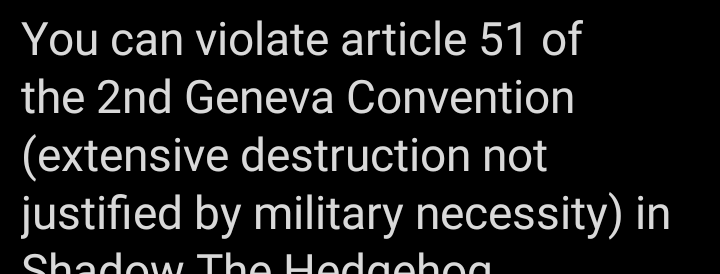 You can violate article 51 of
the 2nd Geneva Convention
(extensive destruction not
justified by military necessity) in
Shadow The Hedgehog